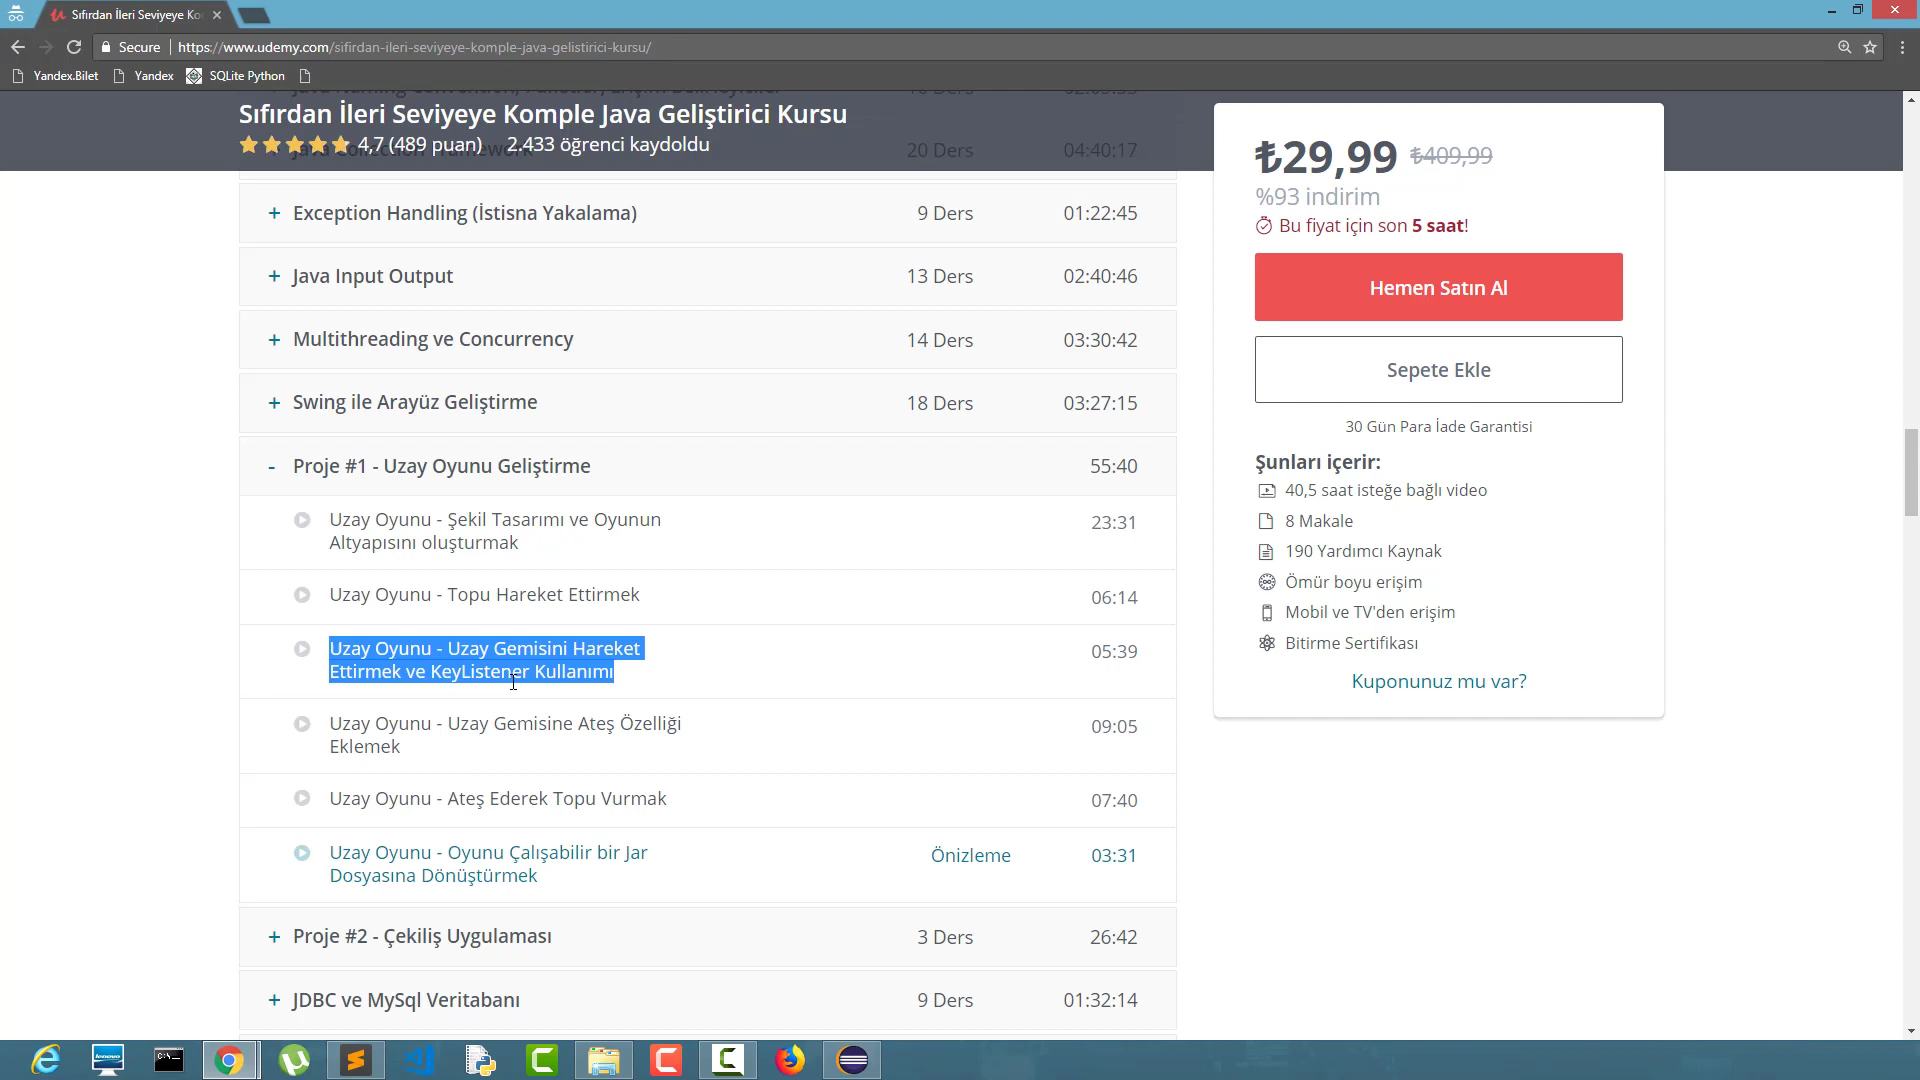 Sıfırdan İleri Seviyeye Ko
Secure
https://www.udemy.com/sifirdan-ileri-seviyeye-komple-java-gelistirici-kursu/
Yandex.Bilet
Yandex
SQLite Python
Sıfırdan İleri Seviyeye Komple Java Geliştirici Kursu
4,7 (489 puan) 2.433 öğrenci kaydoldu
20 Ders 04:40:17
+ Exception Handling (İstisna Yakalama) 9 Ders 01:22:45
+ Java Input Output 13 Ders 02:40:46
+ Multithreading ve Concurrency 14 Ders 03:30:42
+ Swing ile Arayüz Geliştirme 18 Ders 03:27:15
- Proje #1 - Uzay Oyunu Geliştirme 55:40
Uzay Oyunu - Şekil Tasarımı ve Oyunun
Altyapısını oluşturmak
23:31
Uzay Oyunu - Topu Hareket Ettirmek 06:14
Uzay Oyunu - Uzay Gemisini Hareket
Ettirmek ve KeyListener Kullanımı
05:39
Uzay Oyunu - Uzay Gemisine Ateş Özelliği
Eklemek
09:05
Uzay Oyunu - Ateş Ederek Topu Vurmak 07:40
Uzay Oyunu - Oyunu Çalışabilir bir Jar
Dosyasına Dönüştürmek
Önizleme 03:31
+ Proje #2 - Çekiliş Uygulaması 3 Ders 26:42
+ JDBC ve MySql Veritabanı 9 Ders 01:32:14
₺29,99 ₺409,99
%93 indirim
Bu fiyat için son 5 saat!
Hemen Satın Al
Sepete Ekle
30 Gün Para İade Garantisi
Şunları içerir:
40,5 saat isteğe bağlı video
8 Makale
190 Yardımcı Kaynak
Ömür boyu erişim
Mobil ve TV'den erişim
Bitirme Sertifikası
Kuponunuz mu var?